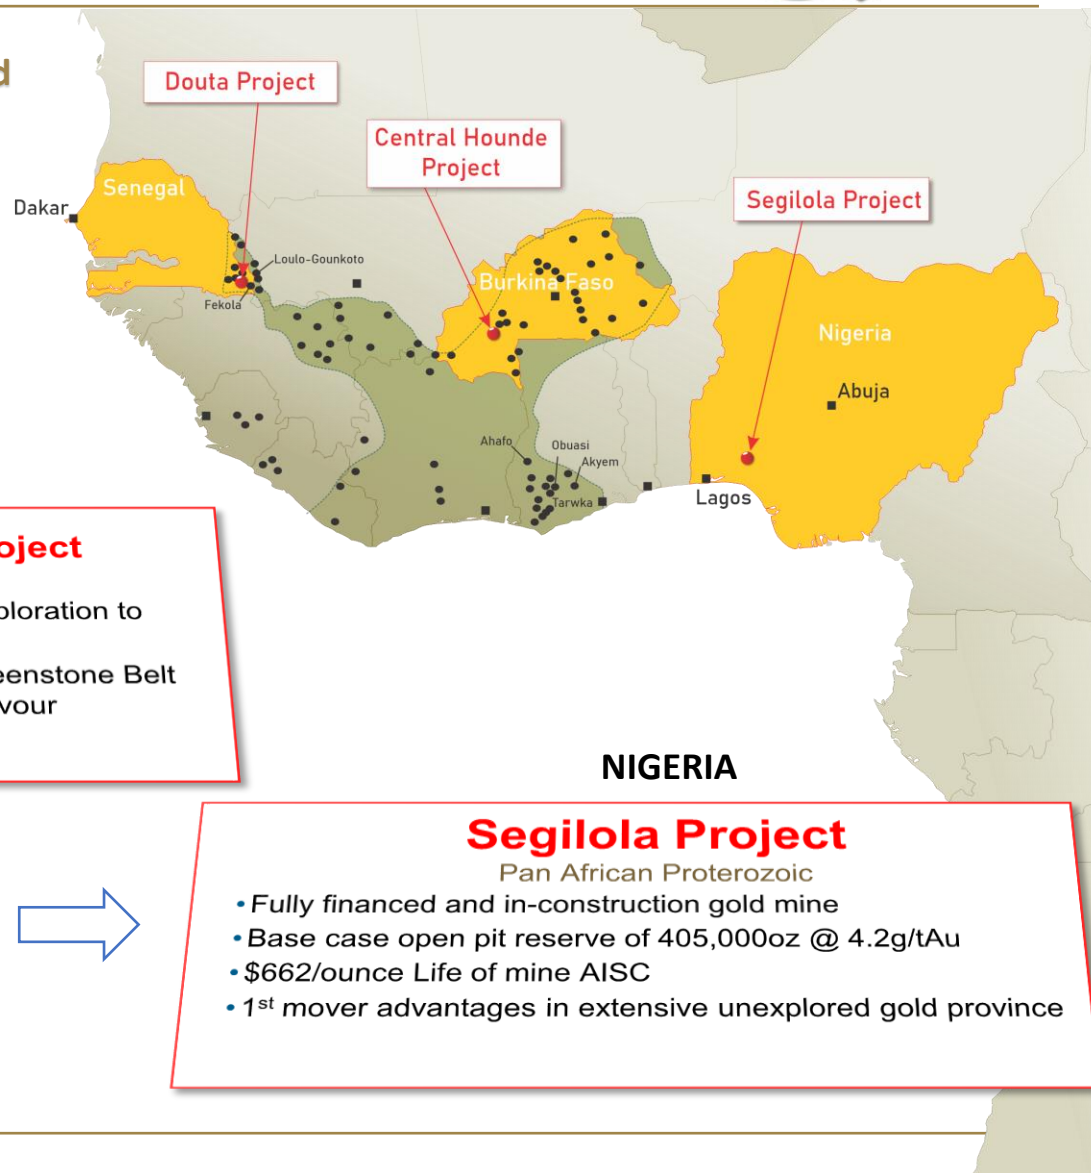 d
Douta Project
Central Hounde
Project
Segilola Project
Senegal
Dakar
Loulo-Gounkoto
Fekola
Burkina Faso
Nigeria
Abuja
Ahafo
Obuasi
Akyem
Tarwka
Lagos
oject
ploration to
eenstone Belt
vour
NIGERIA
Segilola Project
Pan African Proterozoic
•Fully financed and in-construction gold mine
•Base case open pit reserve of 405,000oz @ 4.2g/tAu
•$662/ounce Life of mine AISC
•1st mover advantages in extensive unexplored gold province